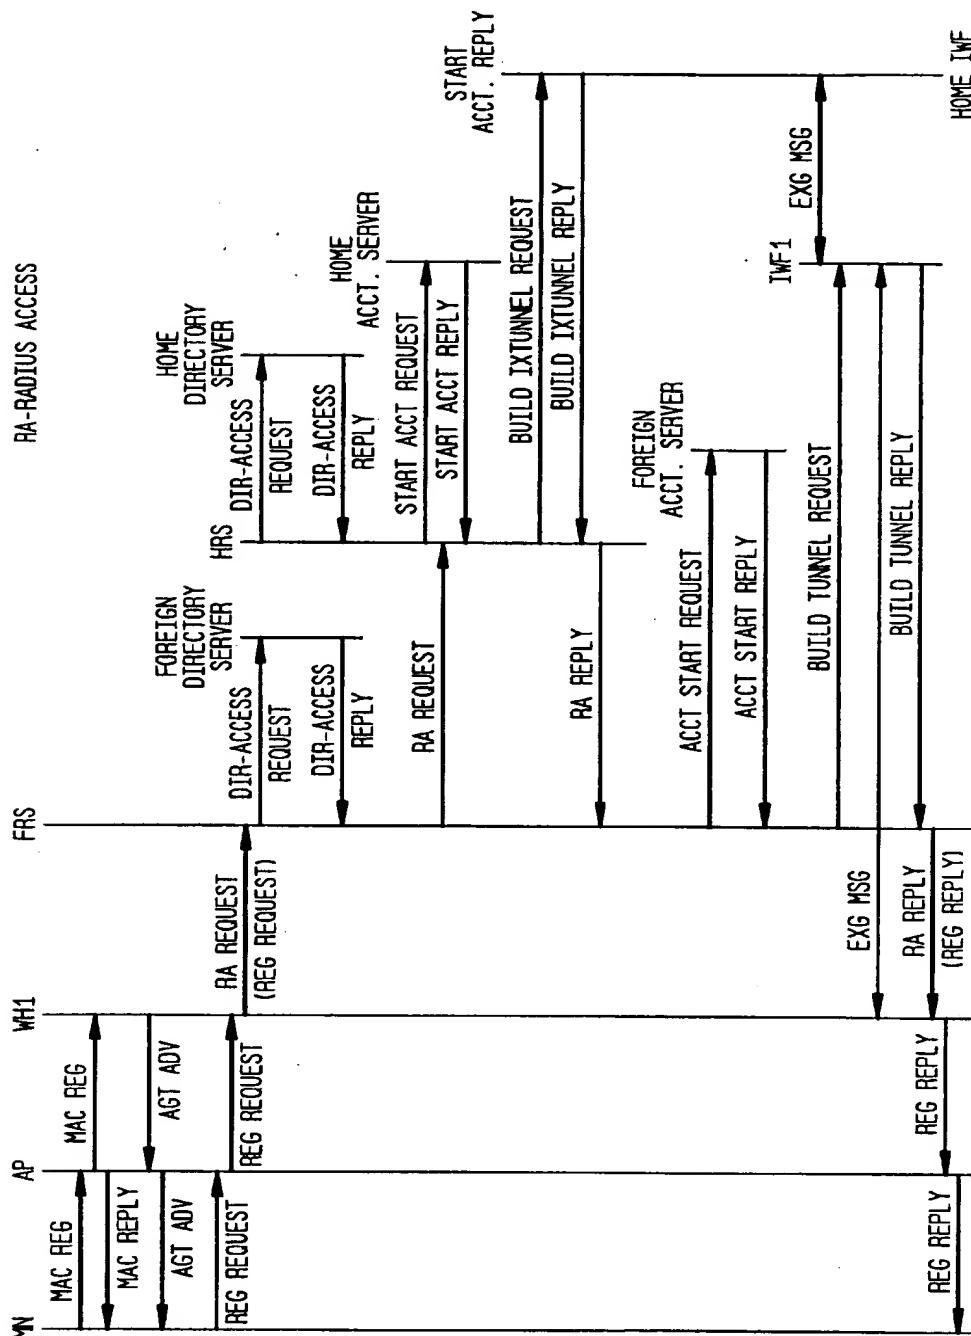 RA-RADIUS ACCESS
MN
AP
WH1
FRS
FOREIGN
DIRECTORY
SERVER
HRS
HOME
DIRECTORY
SERVER
HOME
ACCT. SERVER
START
ACCT. REPLY
MAC REG
MAC REG
MAC REPLY
AGT ADV
AGT ADV
REG REQUEST
REG REQUEST
RA REQUEST
(REG REQUEST)
DIR-ACCESS
REQUEST
DIR-ACCESS
REPLY
DIR-ACCESS
REQUEST
DIR-ACCESS
REPLY
RA REQUEST
START ACCT REQUEST
START ACCT REPLY
BUILD IXTUNNEL REQUEST
BUILD IXTUNNEL REPLY
RA REPLY
FOREIGN
ACCT. SERVER
ACCT START REQUEST
ACCT START REPLY
IWF1
EXG MSG
BUILD TUNNEL REQUEST
EXG MSG
BUILD TUNNEL REPLY
RA REPLY
(REG REPLY)
REG REPLY
REG REPLY
HOME IWF